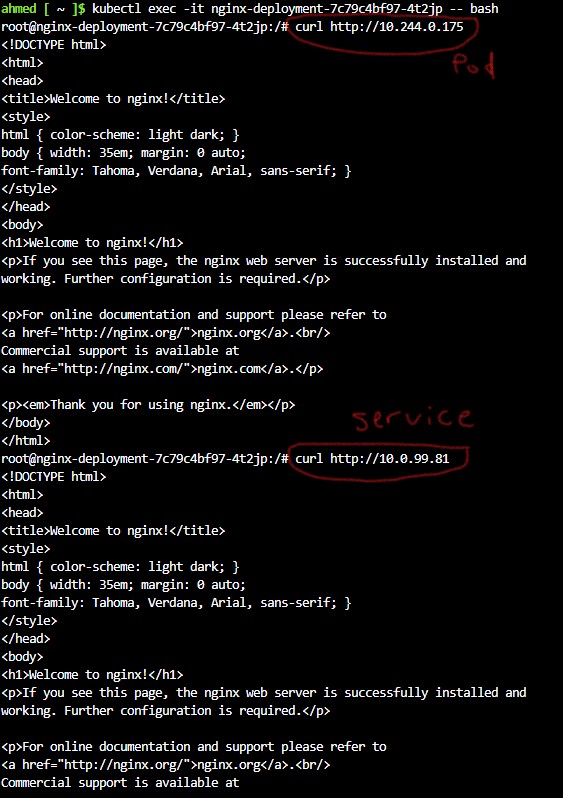 ahmed [ ~ ]$ kubectl exec -it nginx-deployment-7c79c4bf97-4t2jp -- bash
root@nginx-deployment-7c79c4bf97-4t2jp:/# curl http://10.244.0.175
Pod
<!DOCTYPE html>
<html>
<head>
<title>Welcome to nginx!</title>
<style>
html { color-scheme: light dark; }
body { width: 35em; margin: 0 auto;
font-family: Tahoma, Verdana, Arial, sans-serif; }
</style>
</head>
<body>
<h1>Welcome to nginx!</h1>
<p>If you see this page, the nginx web server is successfully installed and
working. Further configuration is required.</p>

<p>For online documentation and support please refer to
<a href="http://nginx.org/">nginx.org</a>.<br/>
Commercial support is available at
<a href="http://nginx.com/">nginx.com</a>.</p>

<p><em>Thank you for using nginx.</em></p>
</body>
service
</html>
root@nginx-deployment-7c79c4bf97-4t2jp:/# curl http://10.0.99.81
<!DOCTYPE html>
<html>
<head>
<title>Welcome to nginx!</title>
<style>
html { color-scheme: light dark; }
body { width: 35em; margin: 0 auto;
font-family: Tahoma, Verdana, Arial, sans-serif; }
</style>
</head>
<body>
<h1>Welcome to nginx!</h1>
<p>If you see this page, the nginx web server is successfully installed and
working. Further configuration is required.</p>

<p>For online documentation and support please refer to
<a href="http://nginx.org/">nginx.org</a>.<br/>
Commercial support is available at